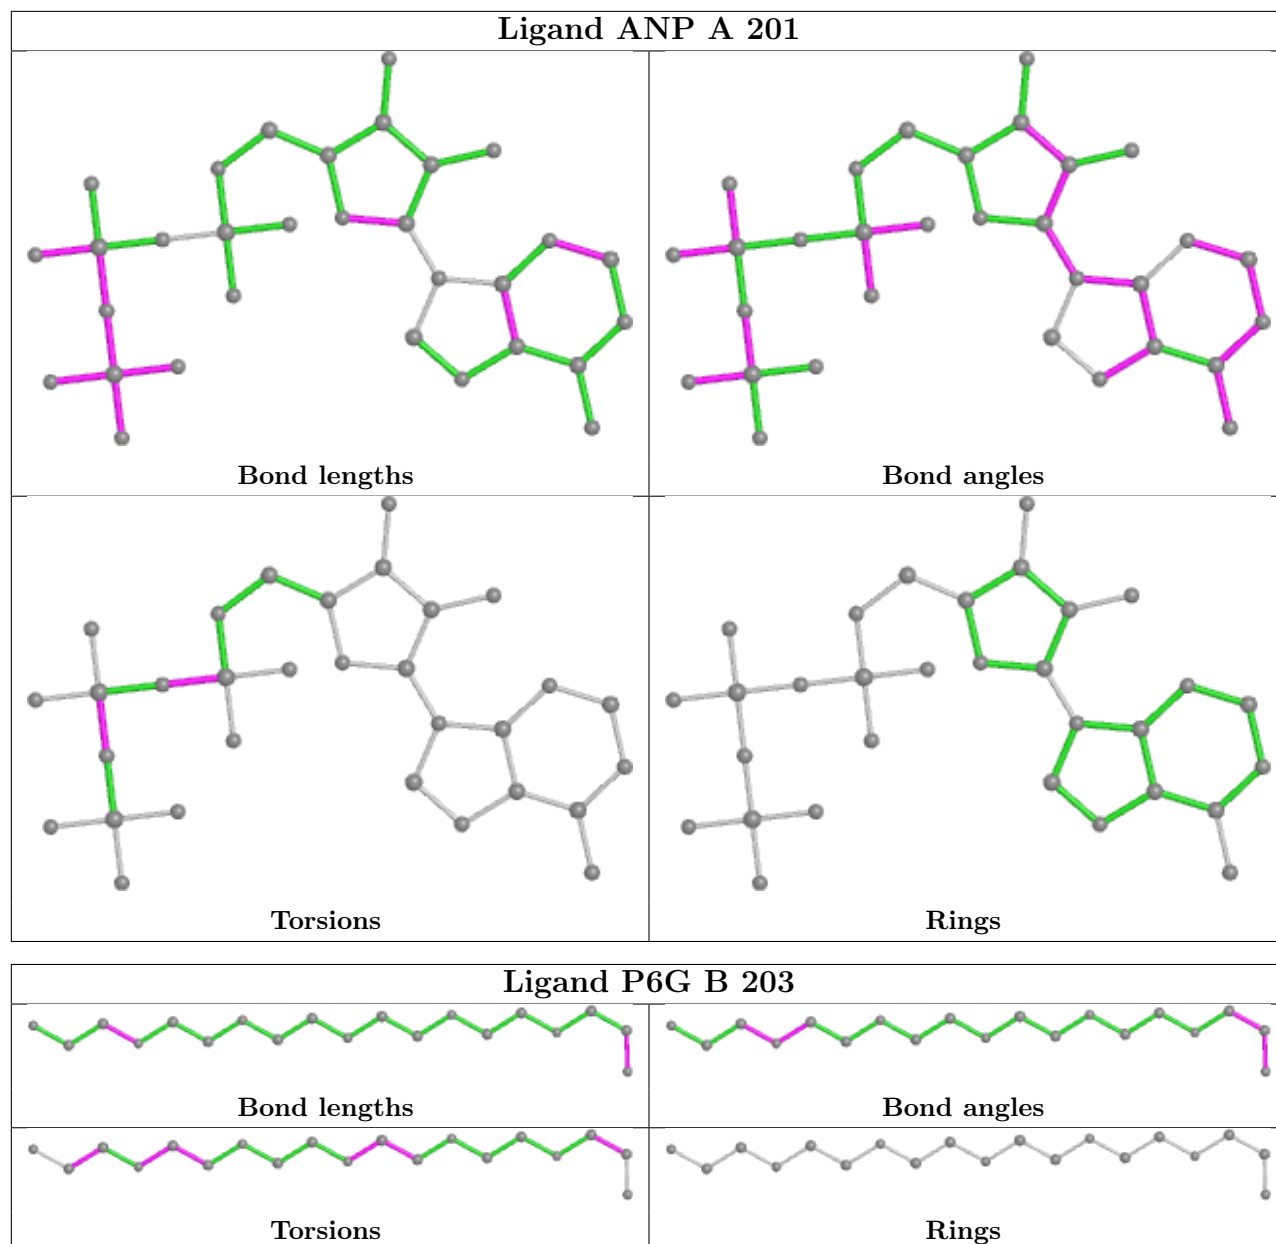 Ligand ANP A 201
Bond lengths
Bond angles
Torsions
Rings
Ligand P6G B 203
Bond lengths
Bond angles
Torsions
Rings